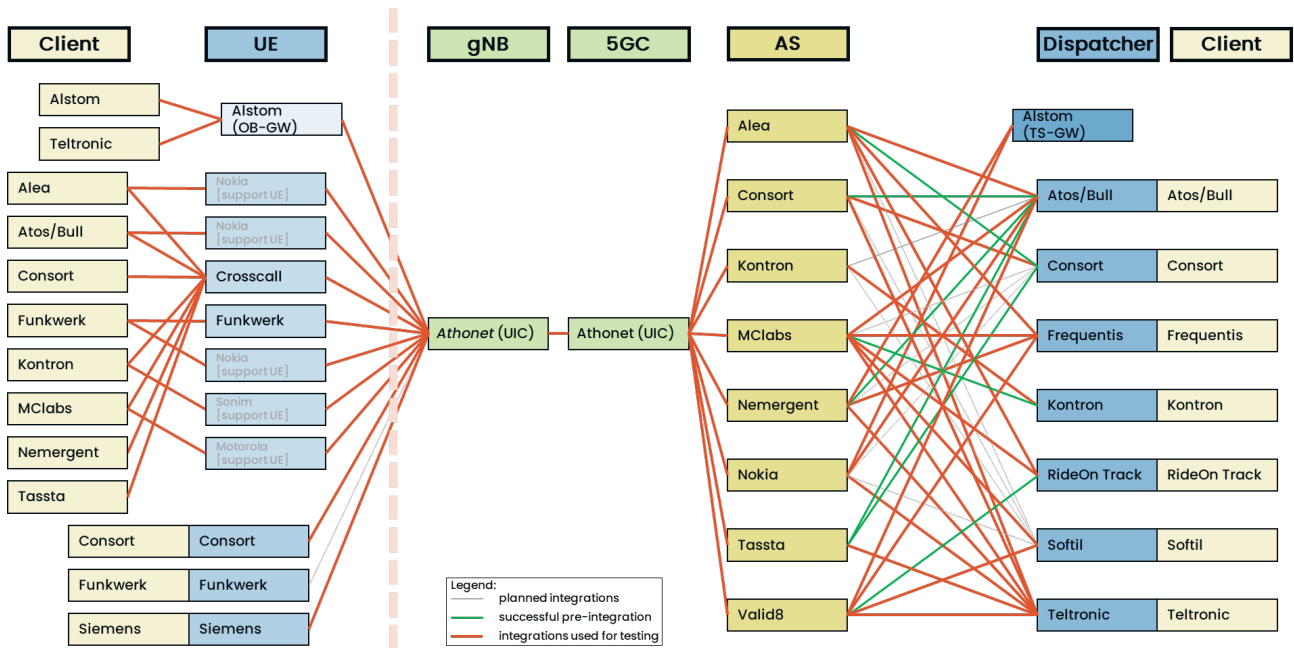 Client
UE
gNB
5GC
AS
Dispatcher
Client
Alstom
Teltronic
Alstom
(OB-GW)
Alea
Atos/Bull
Consort
Funkwerk
Kontron
MClabs
Nemergent
Tassta
Nokia
[support UE]
Nokia
[support UE]
Crosscall
Funkwerk
Nokia
[support UE]
Sonim
[support UE]
Motorola
[support UE]
Consort
Consort
Funkwerk
Funkwerk
Siemens
Siemens
Athonet (UIC)
Athonet (UIC)
Alea
Consort
Kontron
MClabs
Nemergent
Nokia
Tassta
Valid8
Alstom
(TS-GW)
Atos/Bull
Atos/Bull
Consort
Consort
Frequentis
Frequentis
Kontron
Kontron
RideOn Track
RideOn Track
Softil
Softil
Teltronic
Teltronic
Legend:
planned integrations
successful pre-integration
integrations used for testing